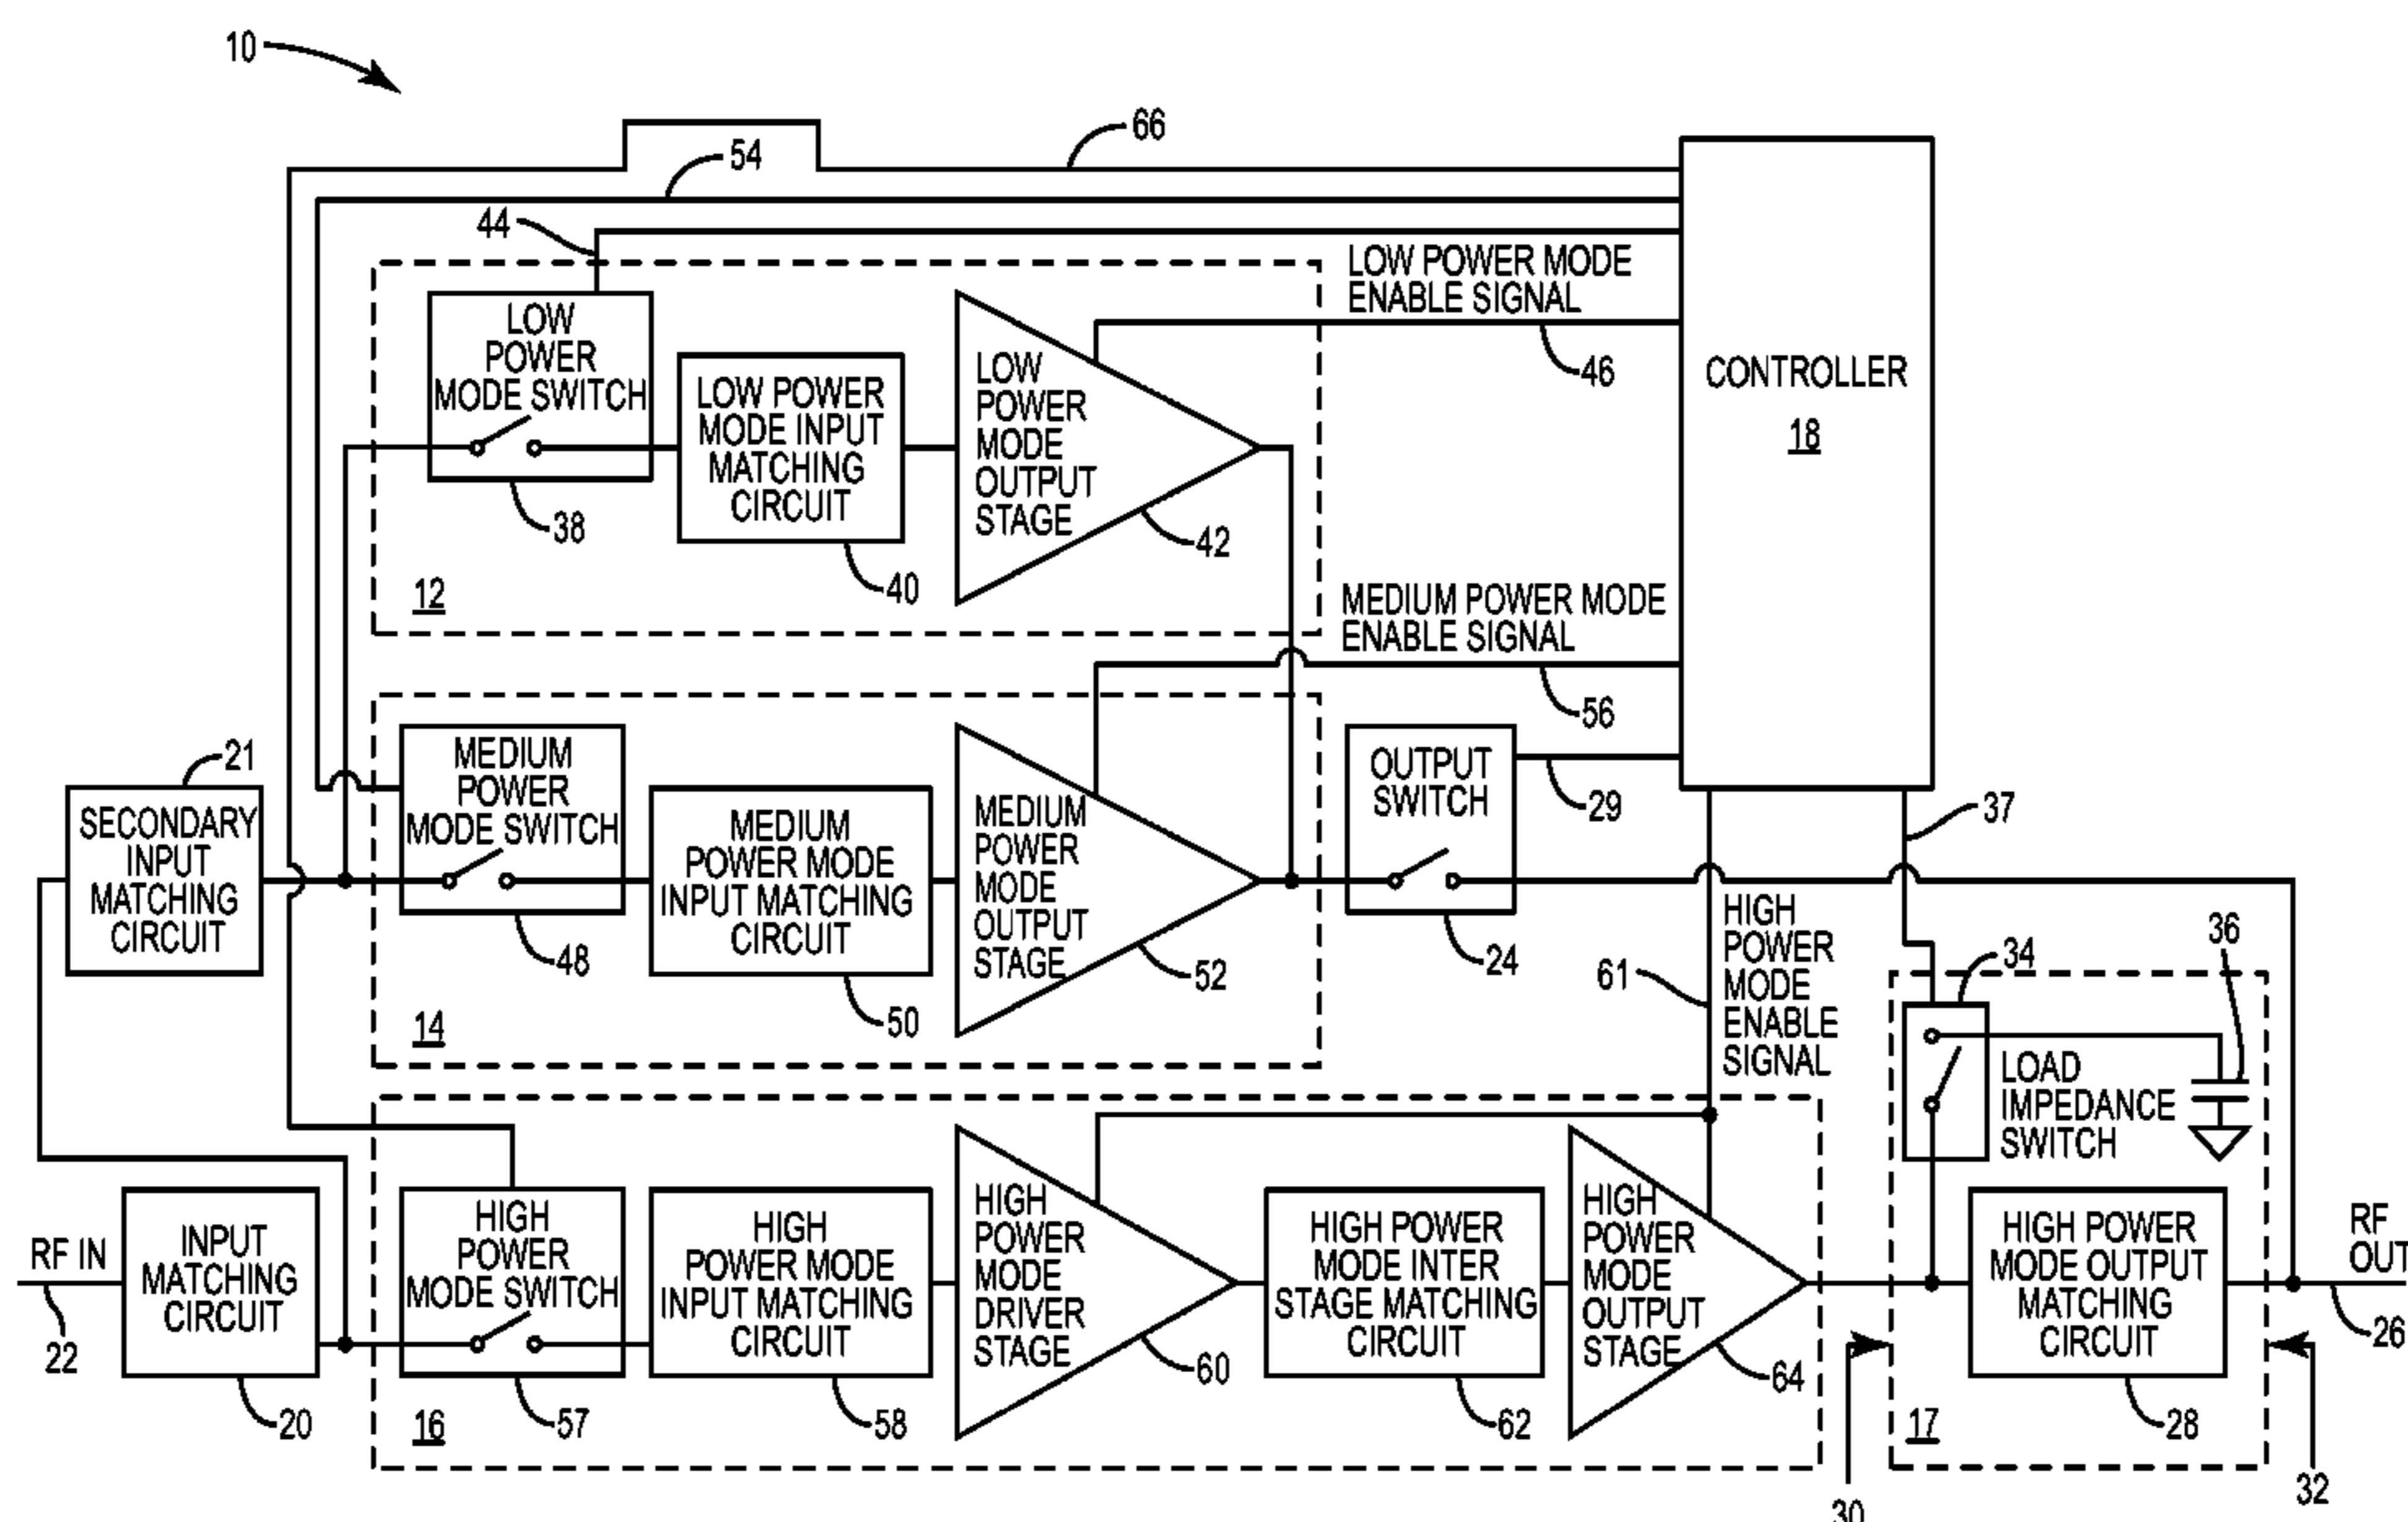 10
66
54
44
LOW POWER MODE
ENABLE SIGNAL
46
LOW
POWER
MODE SWITCH
38
LOW POWER
MODE INPUT
MATCHING
CIRCUIT
40
LOW
POWER
MODE
OUTPUT
STAGE
42
12
CONTROLLER
18
MEDIUM POWER MODE
ENABLE SIGNAL
56
21
SECONDARY
INPUT
MATCHING
CIRCUIT
MEDIUM
POWER
MODE SWITCH
48
MEDIUM
POWER MODE
INPUT MATCHING
CIRCUIT
50
MEDIUM
POWER
MODE
OUTPUT
STAGE
52
14
OUTPUT
SWITCH
24
29
37
61
HIGH
POWER
MODE
ENABLE
SIGNAL
34
36
LOAD
IMPEDANCE
SWITCH
RF IN
22
INPUT
MATCHING
CIRCUIT
20
HIGH
POWER
MODE SWITCH
57
16
HIGH
POWER MODE
INPUT MATCHING
CIRCUIT
58
HIGH
POWER
MODE
DRIVER
STAGE
60
HIGH POWER
MODE INTER
STAGE MATCHING
CIRCUIT
62
HIGH
POWER
MODE
OUTPUT
STAGE
64
HIGH POWER
MODE OUTPUT
MATCHING
CIRCUIT
28
17
RF
OUT
26
30
32